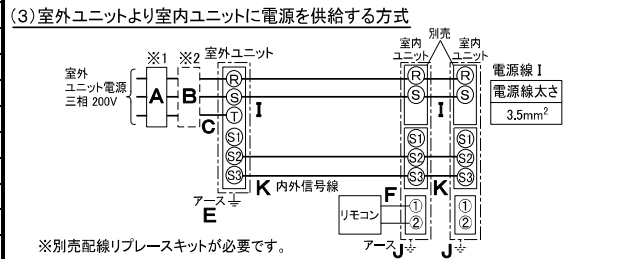 (3)室外ユニットより室内ユニットに電源を供給する方式
別売
※1 ※2 室外ユニット
室内
ユニット
室内
ユニット
室外
ユニット電源
三相 200V
A
B
C
R
S
T
S1
S2
S3
I
R
S
S1
S2
S3
①
②
I
R
S
S1
S2
S3
①
②
電源線 I
電源線太さ
3.5mm²
K 内外信号線
K
F
リモコン
アース
E
アース J
J
※別売配線リプレースキットが必要です。